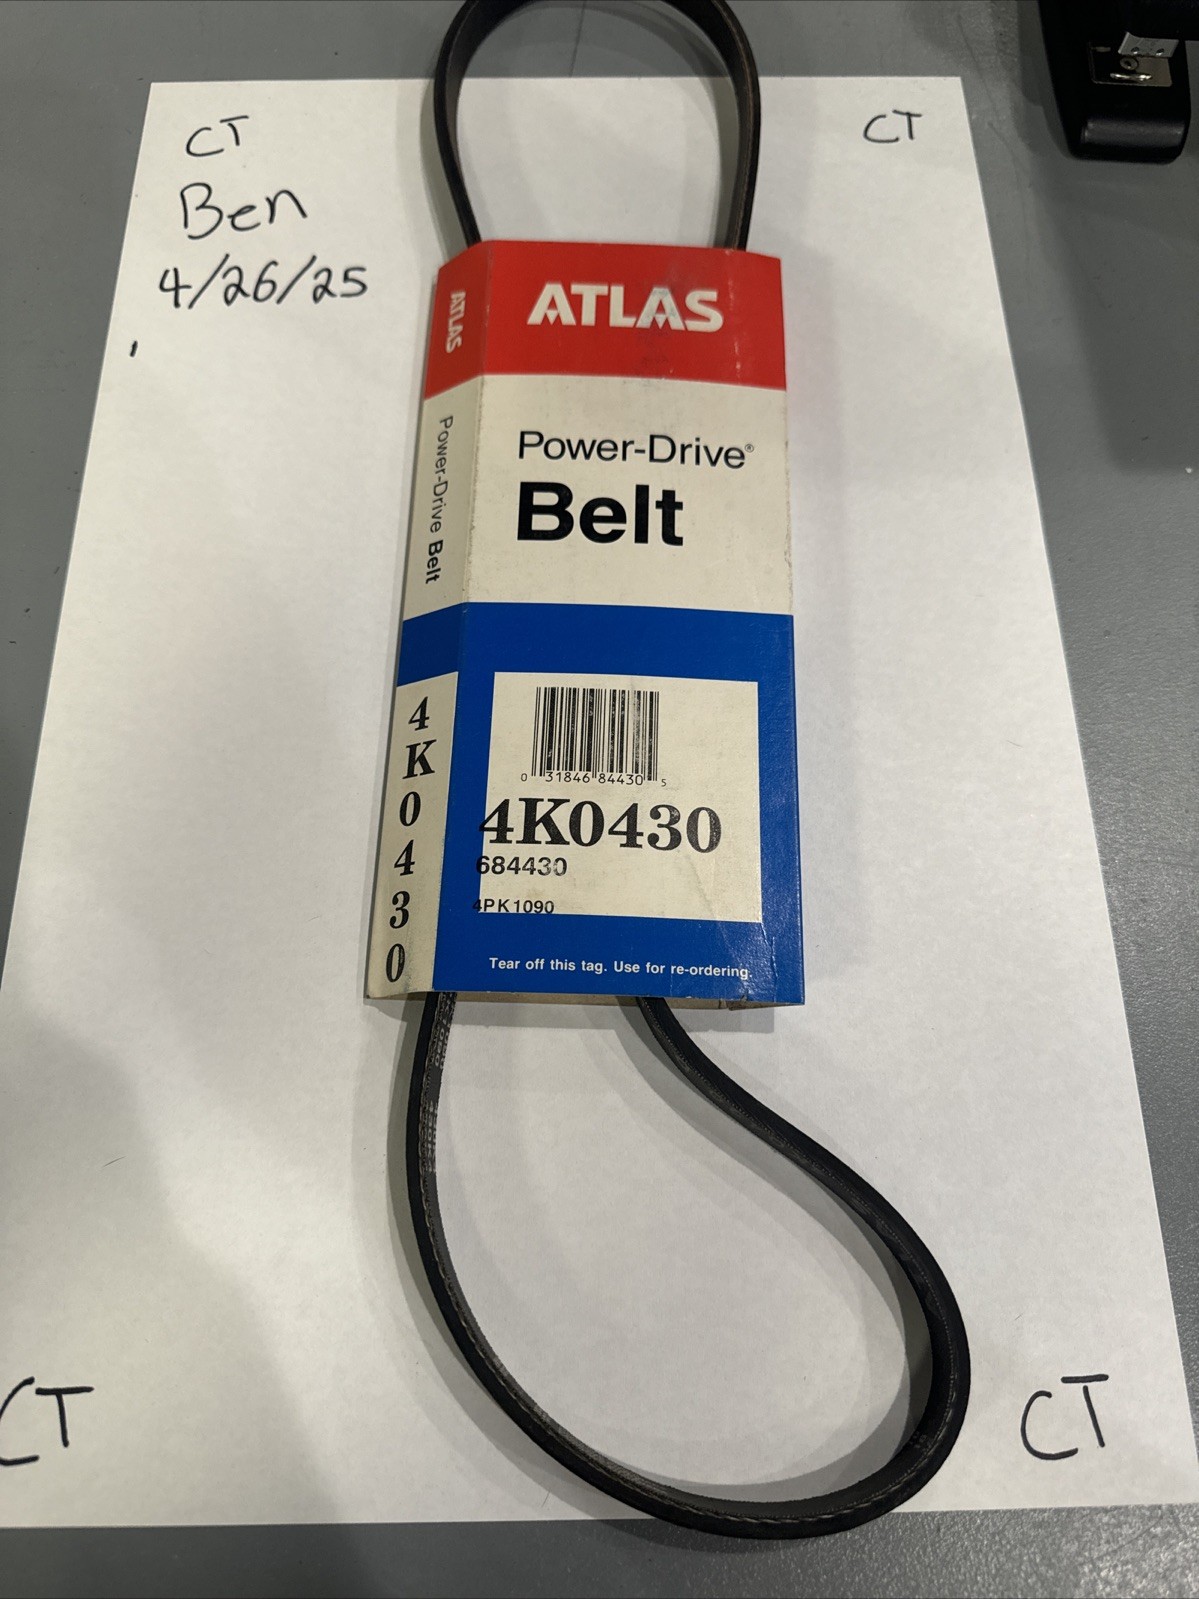 CT
CT
Ben
4/26/25
ATLAS
ATLAS
Power-Drive®
Belt
Power-Drive Belt
0 31846 84430 5
4K0430
684430
4PK1090
4
K
0
4
3
0
Tear off this tag. Use for re-ordering.
CT
CT